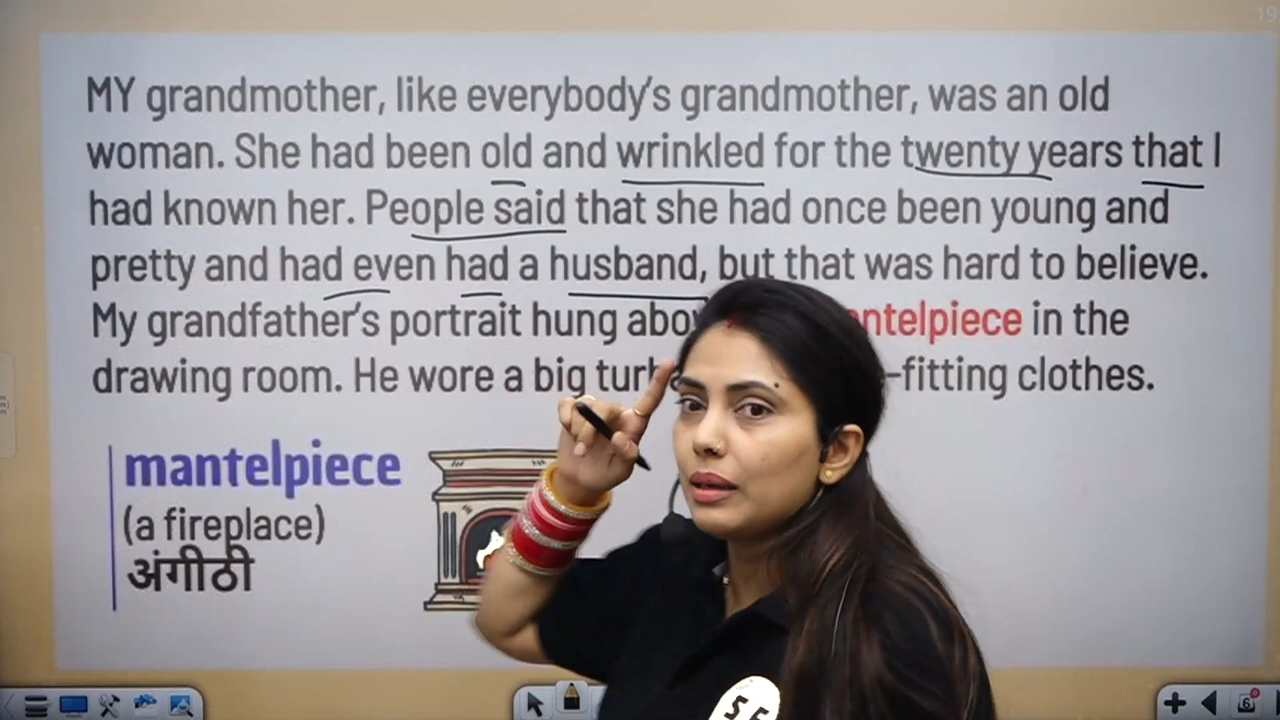 MY grandmother, like everybody's grandmother, was an old
woman. She had been old and wrinkled for the twenty years that I
had known her. People said that she had once been young and
pretty and had even had a husband, but that was hard to believe.
My grandfather's portrait hung mantelpiece in the
drawing room. He wore a big -fitting clothes.
mantelpiece
(a fireplace)
अंगीठी